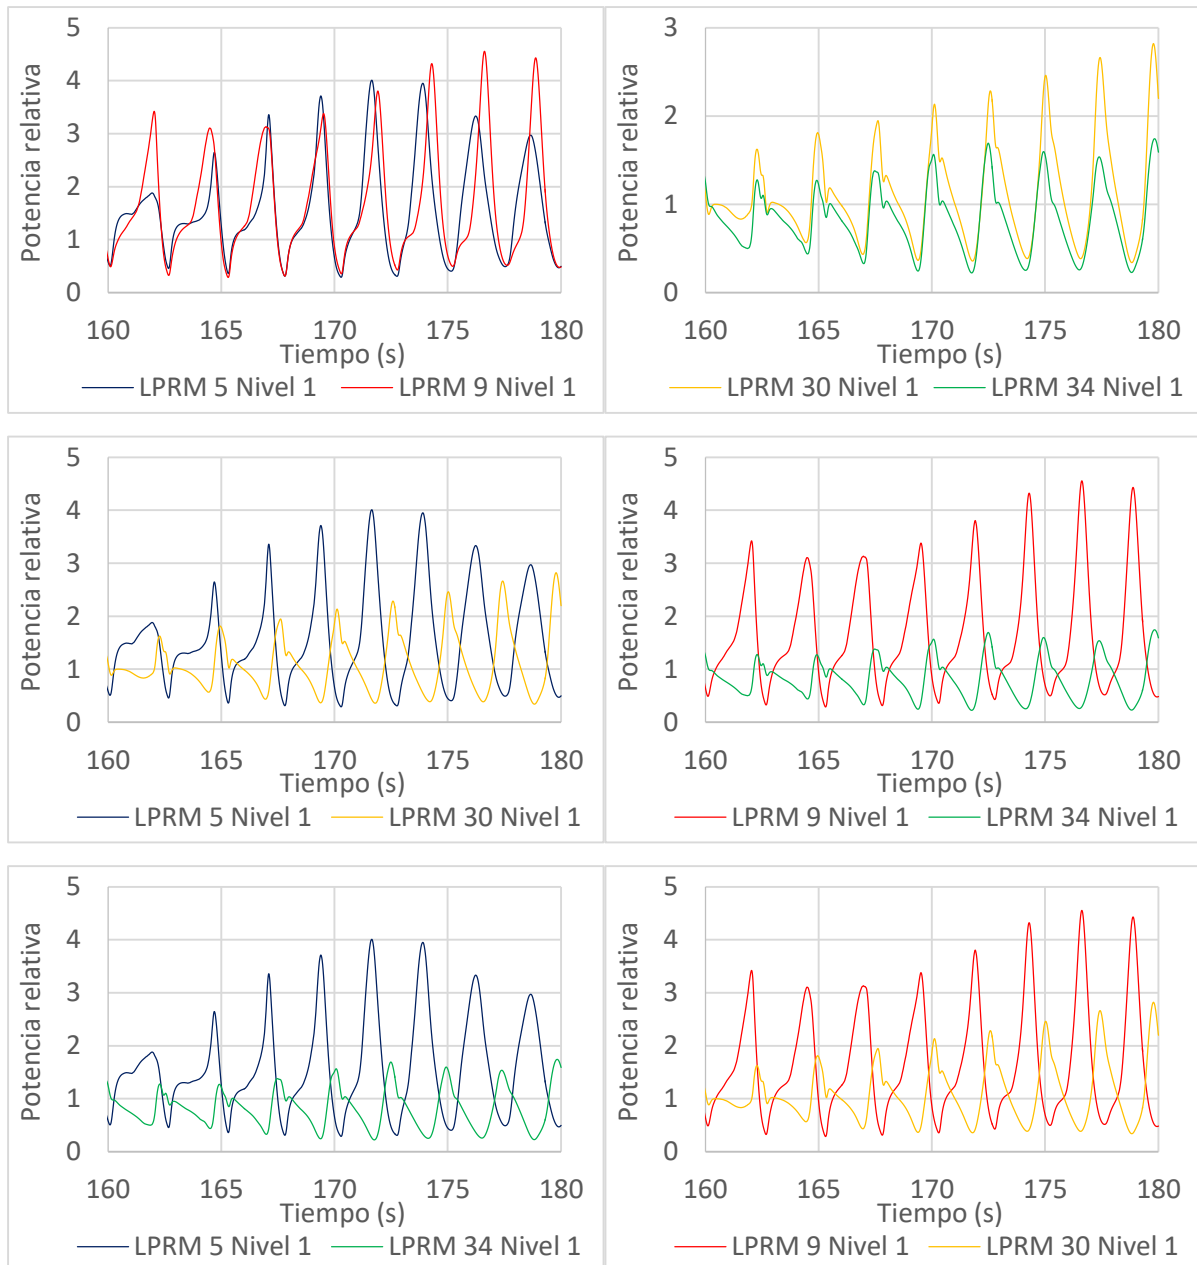 5
4
3
2
1
0
Potencia relativa
160 165 170 175 180
Tiempo (s)
LPRM 5 Nivel 1 LPRM 9 Nivel 1
3
2
1
0
Potencia relativa
160 165 170 175 180
Tiempo (s)
LPRM 30 Nivel 1 LPRM 34 Nivel 1
5
4
3
2
1
0
Potencia relativa
160 165 170 175 180
Tiempo (s)
LPRM 5 Nivel 1 LPRM 30 Nivel 1
5
4
3
2
1
0
Potencia relativa
160 165 170 175 180
Tiempo (s)
LPRM 9 Nivel 1 LPRM 34 Nivel 1
5
4
3
2
1
0
Potencia relativa
160 165 170 175 180
Tiempo (s)
LPRM 5 Nivel 1 LPRM 34 Nivel 1
5
4
3
2
1
0
Potencia relativa
160 165 170 175 180
Tiempo (s)
LPRM 9 Nivel 1 LPRM 30 Nivel 1